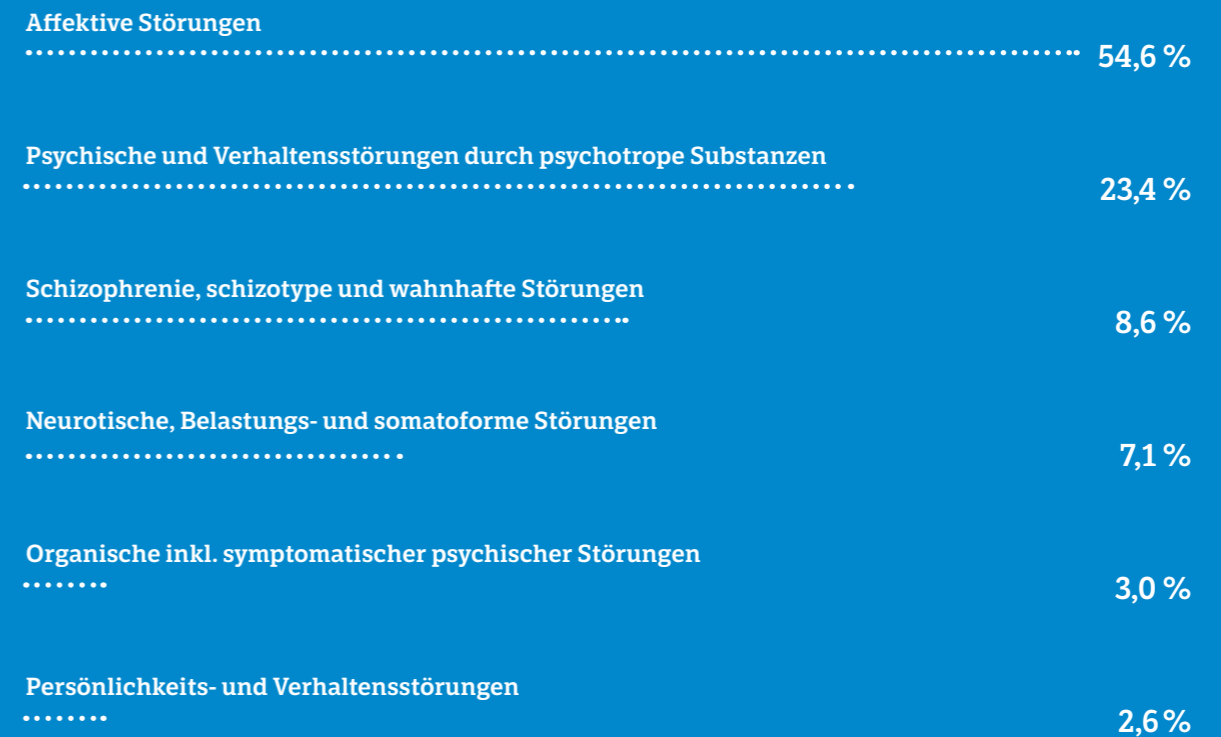 Affektive Störungen
54,6 %
Psychische und Verhaltensstörungen durch psychotrope Substanzen
23,4 %
Schizophrenie, schizotype und wahnhafte Störungen
8,6 %
Neurotische, Belastungs- und somatoforme Störungen
7,1 %
Organische inkl. symptomatischer psychischer Störungen
3,0 %
Persönlichkeits- und Verhaltensstörungen
2,6 %